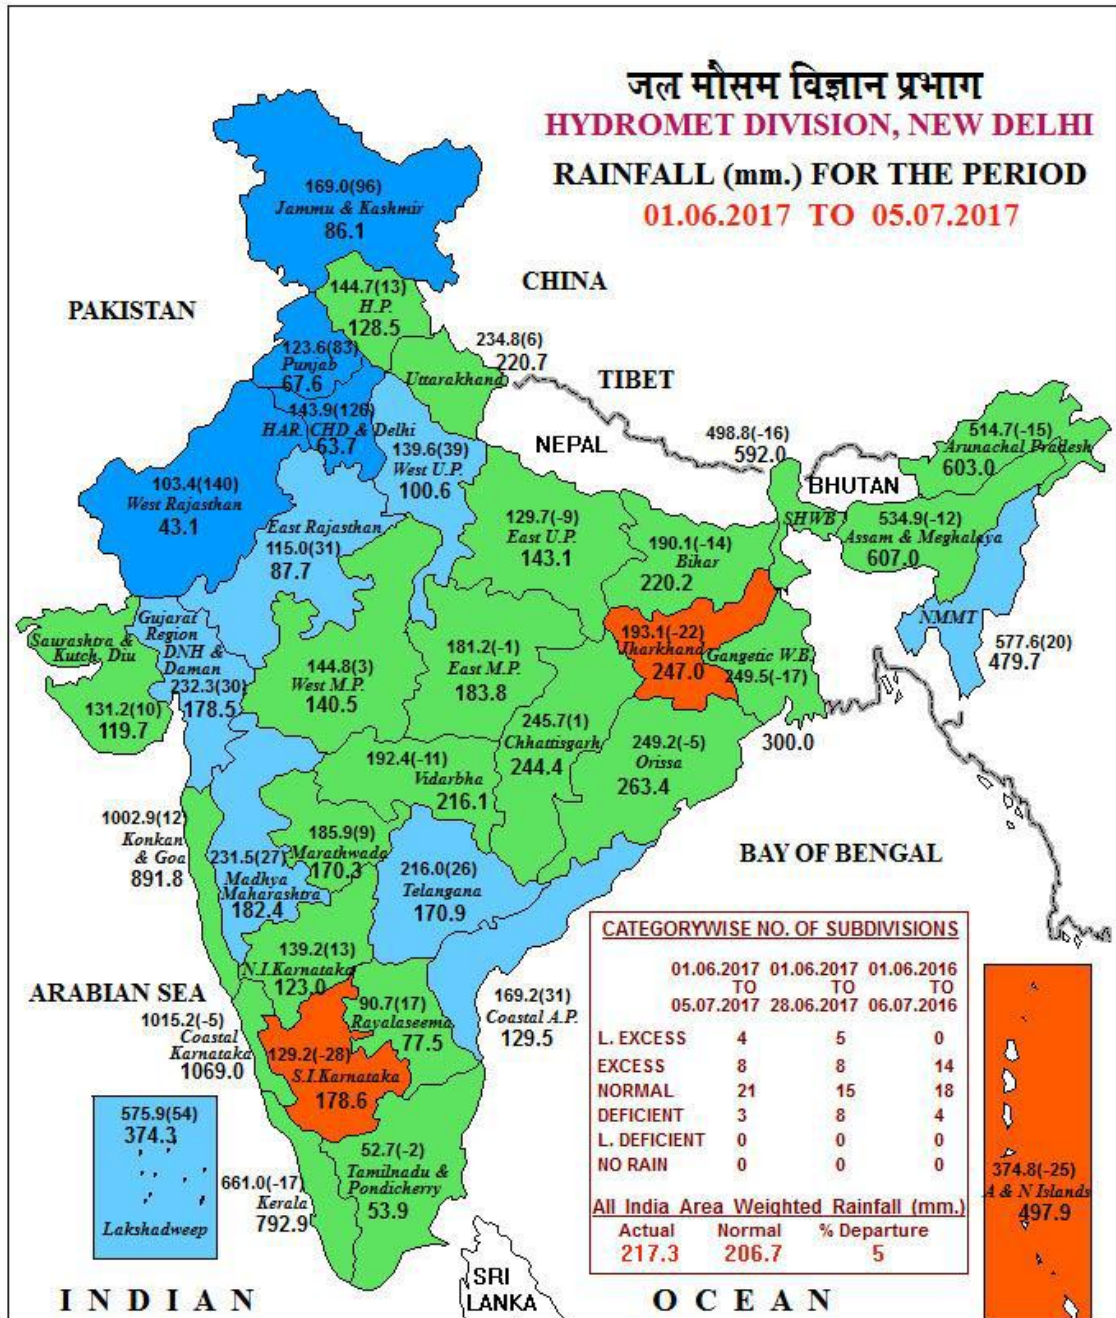 जल मौसम विज्ञान प्रभाग
HYDROMET DIVISION, NEW DELHI
RAINFALL (mm.) FOR THE PERIOD
01.06.2017 TO 05.07.2017
169.0(96)
Jammu & Kashmir
86.1
CHINA
PAKISTAN
144.7(13)
H.P.
128.5
234.8(6)
220.7
Uttarakhand
TIBET
123.6(83)
Punjab
67.6
143.9(126)
HAR. CHD & Delhi
63.7
139.6(39)
West U.P.
100.6
NEPAL
498.8(-16)
592.0
SHWB
BHUTAN
514.7(-15)
Arunachal Pradesh
603.0
534.9(-12)
Assam & Meghalaya
607.0
NMMT
577.6(20)
479.7
103.4(140)
West Rajasthan
43.1
East Rajasthan
115.0(31)
87.7
129.7(-9)
East U.P.
143.1
190.1(-14)
Bihar
220.2
193.1(-22)
Jharkhand
247.0
Gangetic W.B.
249.5(-17)
300.0
Saurashtra &
Kutch, Diu
131.2(10)
119.7
Gujarat
Region
DNH &
Daman
232.3(30)
178.5
144.8(3)
West M.P.
140.5
181.2(-1)
East M.P.
183.8
245.7(1)
Chhattisgarh
244.4
249.2(-5)
Orissa
263.4
192.4(-11)
Vidarbha
216.1
1002.9(12)
Konkan
& Goa
891.8
231.5(27)
Madhya
Maharashtra
182.4
185.9(9)
Marathwada
170.3
216.0(26)
Telangana
170.9
BAY OF BENGAL
139.2(13)
N.I.Karnataka
123.0
ARABIAN SEA
1015.2(-5)
Coastal
Karnataka
1069.0
90.7(17)
Rayalaseema
77.5
169.2(31)
Coastal A.P.
129.5
129.2(-28)
S.I.Karnataka
178.6
575.9(54)
374.3
Lakshadweep
661.0(-17)
Kerala
792.9
52.7(-2)
Tamilnadu &
Pondicherry
53.9
CATEGORYWISE NO. OF SUBDIVISIONS
01.06.2017 01.06.2017 01.06.2016
TO TO TO
05.07.2017 28.06.2017 06.07.2016
L. EXCESS 4 5 0
EXCESS 8 8 14
NORMAL 21 15 18
DEFICIENT 3 8 4
L. DEFICIENT 0 0 0
NO RAIN 0 0 0
All India Area Weighted Rainfall (mm.)
Actual Normal % Departure
217.3 206.7 5
374.8(-25)
A & N Islands
497.9
SRI
LANKA
INDIAN OCEAN